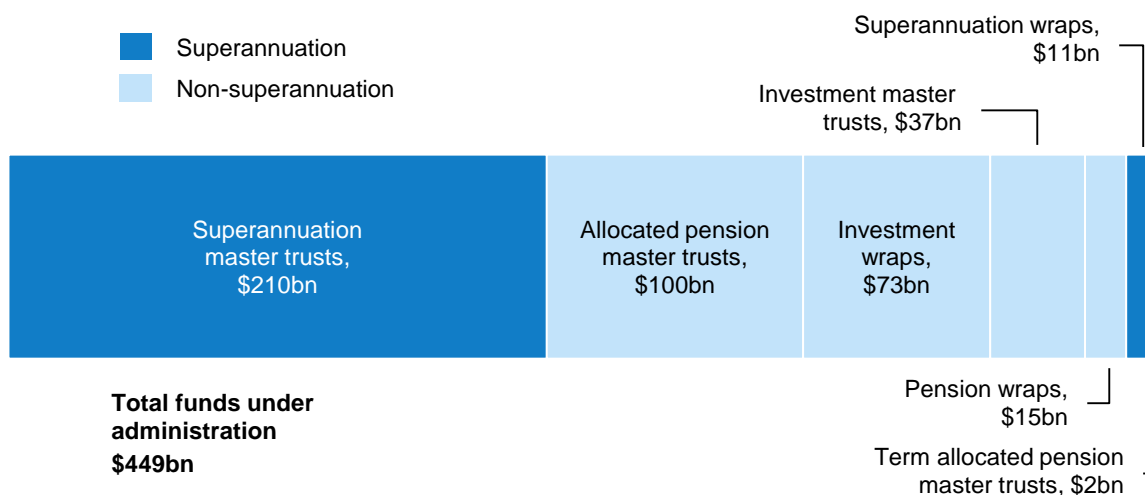 Superannuation
Non-superannuation
Superannuation wraps,
$11bn
Investment master
trusts, $37bn
Superannuation
master trusts,
$210bn
Allocated pension
master trusts,
$100bn
Investment
wraps,
$73bn
Total funds under
administration
$449bn
Pension wraps,
$15bn
Term allocated pension
master trusts, $2bn